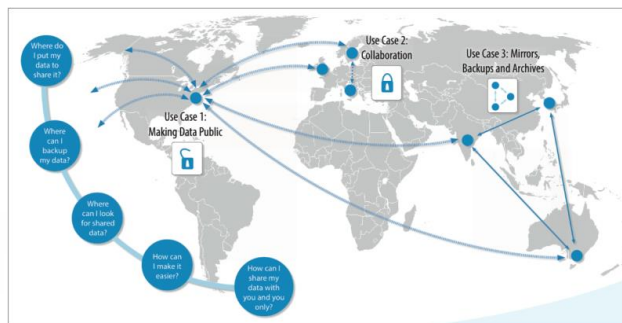 Where do
I put my
data to
share it?
Where
can I
backup
my data?
Where
can I look
for shared
data?
How can
I make it
easier?
How can I
share my
data with
you and you
only?
Use Case 1:
Making Data Public
Use Case 2:
Collaboration
Use Case 3: Mirrors,
Backups and Archives